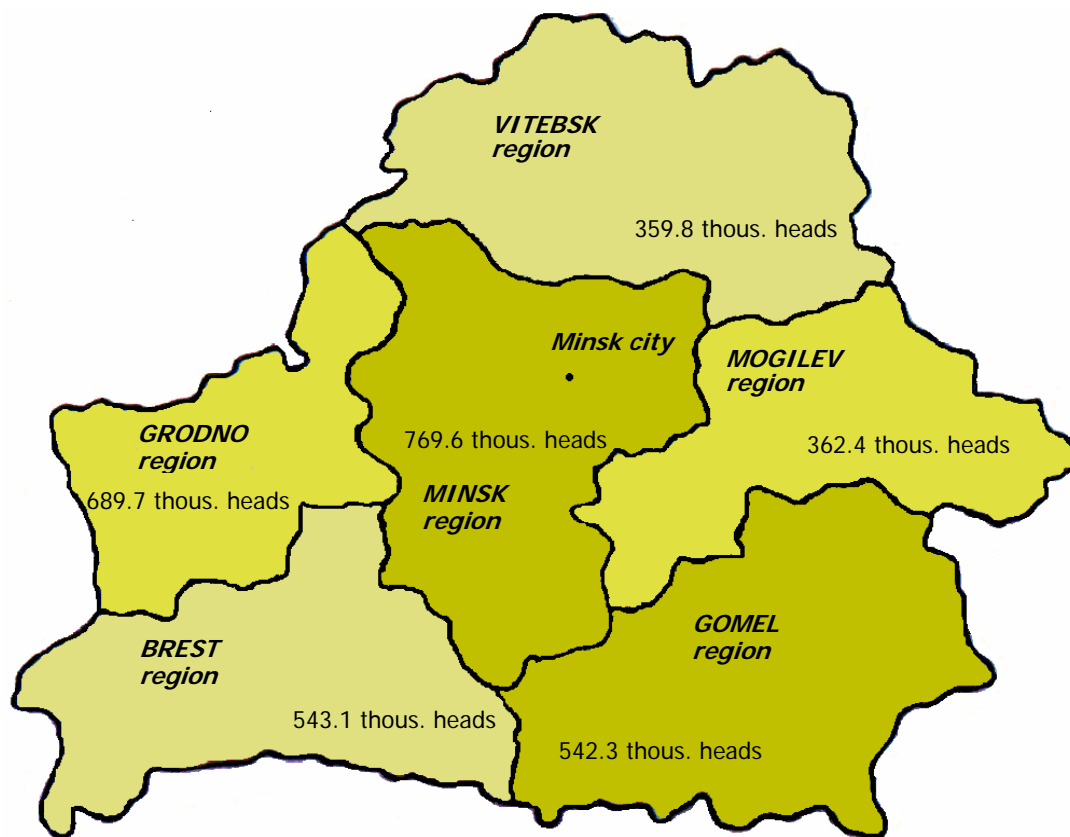 VITEBSK
region
359.8 thous. heads
Minsk city
MOGILEV
region
362.4 thous. heads
GRODNO
region
689.7 thous. heads
769.6 thous. heads
MINSK
region
BREST
region
543.1 thous. heads
GOMEL
region
542.3 thous. heads